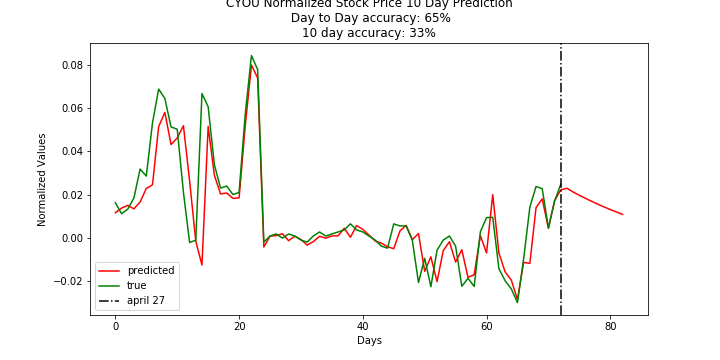 CYOU Normalized Stock Price 10 Day Prediction
Day to Day accuracy: 65%
10 day accuracy: 33%
Normalized Values
0.08
0.06
0.04
0.02
0.00
−0.02
predicted
true
april 27
0
20
40
60
80
Days